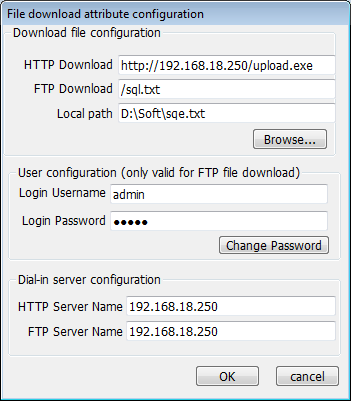 File download attribute configuration
Download file configuration
HTTP Download http://192.168.18.250/upload.exe
FTP Download /sql.txt
Local path D:\Soft\sqe.txt
Browse...
User configuration (only valid for FTP file download)
Login Username admin
Login Password ●●●●●
Change Password
Dial-in server configuration
HTTP Server Name 192.168.18.250
FTP Server Name 192.168.18.250
OK cancel